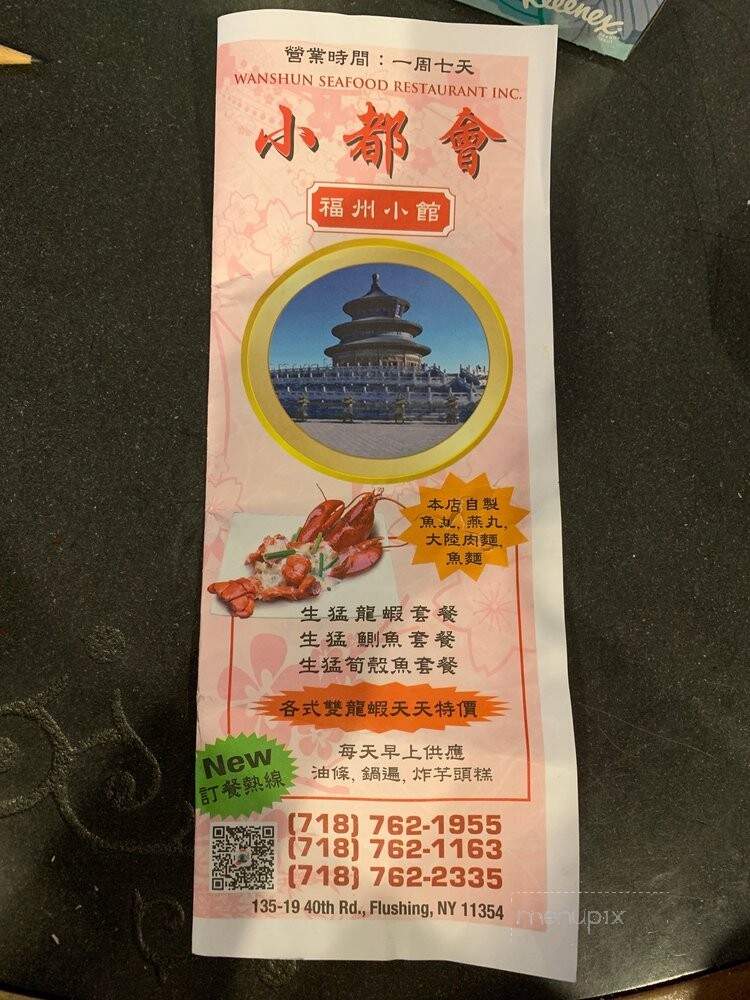 Kleenex
營業時間：一周七天
WANSHUN SEAFOOD RESTAURANT INC.
小都會
福州小館
本店自製
魚丸, 燕丸,
大陸肉麵,
魚麵
生猛龍蝦套餐
生猛鰂魚套餐
生猛筍殼魚套餐
各式雙龍蝦天天特價
每天早上供應
油條, 鍋邊, 炸芋頭糕
New
訂餐熱線
(718) 762-1955
(718) 762-1163
(718) 762-2335
135-19 40th Rd., Flushing, NY 11354
menupix